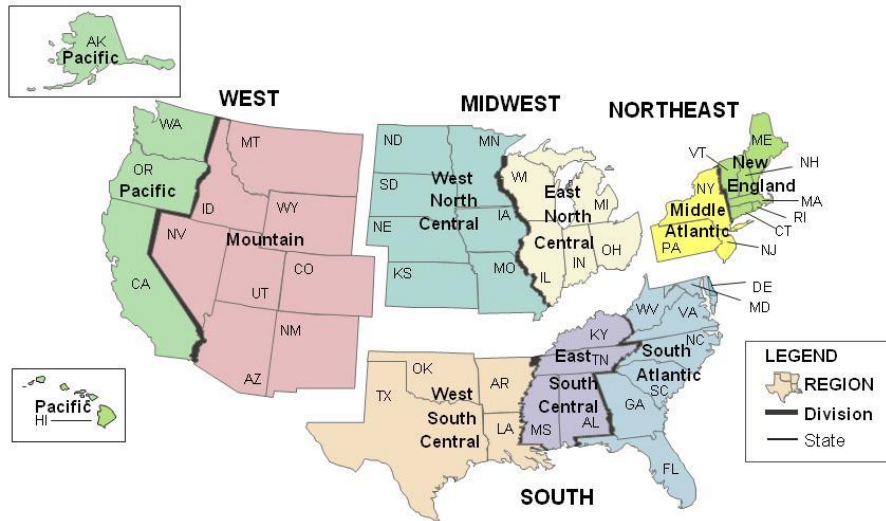 AK
Pacific
WEST
MIDWEST
NORTHEAST
WA
MT
ND
MN
VT
ME
New
England
NH
OR
Pacific
ID
WY
SD
WI
MI
NY
MA
West
North
Central
East
North
Central
IA
Middle
Atlantic
RI
CT
NV
Mountain
NE
PA
NJ
CA
UT
CO
KS
MO
IL
IN
OH
DE
MD
AZ
NM
WV
VA
KY
NC
OK
East
South
Central
TN
South
Atlantic
SC
TX
West
South
Central
AR
LA
MS
AL
GA
FL
Pacific
HI
SOUTH
LEGEND
REGION
Division
State